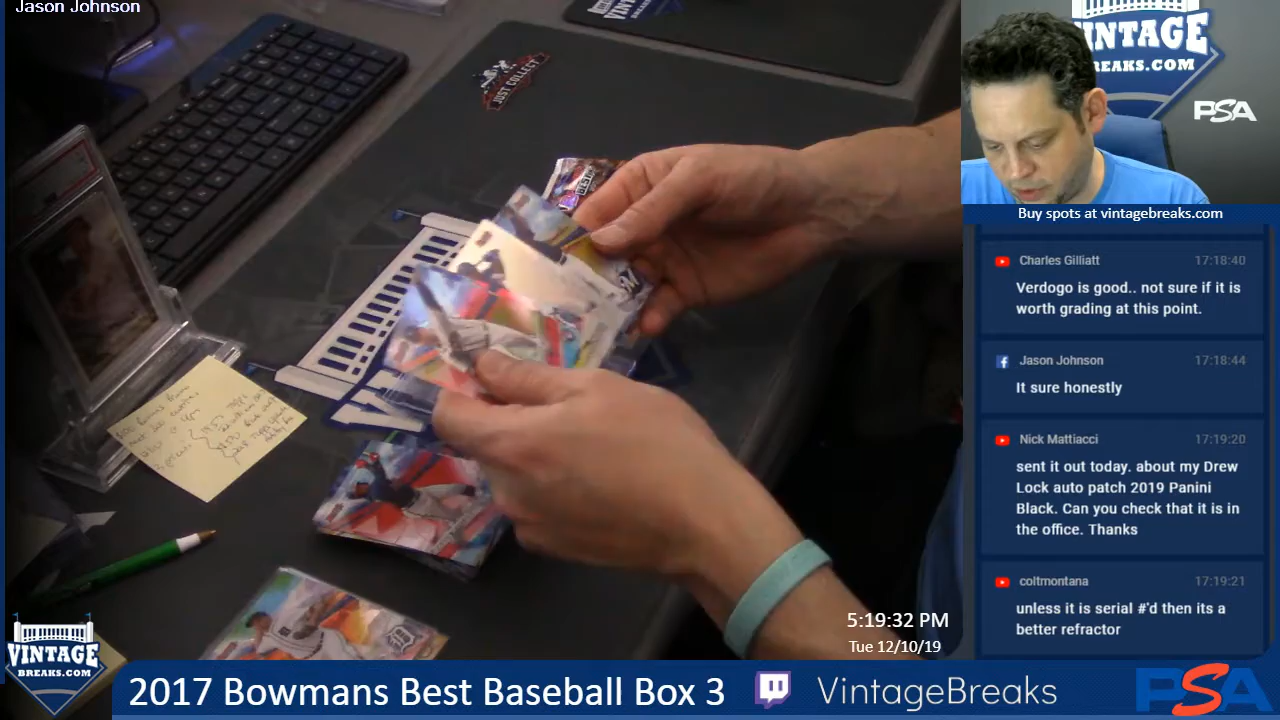 Jason Johnson
VINTAGE
BREAKS.COM
PSA
JUST COLLECT
BEST
Buy spots at vintagebreaks.com
Charles Gilliatt 17:18:40
Verdogo is good.. not sure if it is
worth grading at this point.
Jason Johnson 17:18:44
It sure honestly
Nick Mattiacci 17:19:20
sent it out today. about my Drew
Lock auto patch 2019 Panini
Black. Can you check that it is in
the office. Thanks
coltmontana 17:19:21
unless it is serial #'d then its a
better refractor
5:19:32 PM
Tue 12/10/19
VINTAGE
BREAKS.COM
2017 Bowmans Best Baseball Box 3
VintageBreaks
PSA